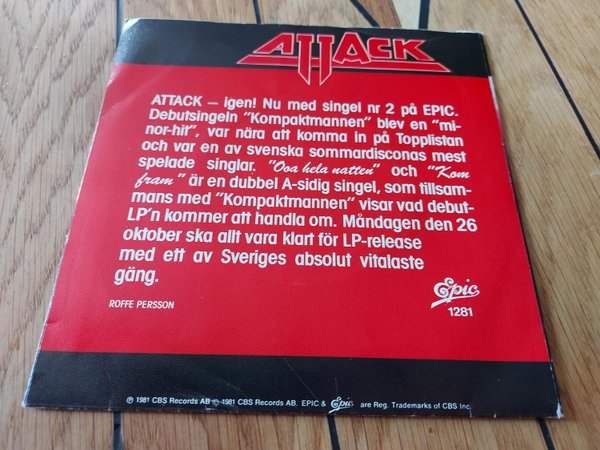 ATTACK
ATTACK – igen! Nu med singel nr 2 på EPIC.
Debutsingeln "Kompaktmannen" blev en "mi-
nor-hit", var nära att komma in på Topplistan
och var en av svenska sommardisconas mest
spelade singlar. "Ooa hela natten" och "Kom
fram" är en dubbel A-sidig singel, som tillsam-
mans med "Kompaktmannen" visar vad debut-
LP'n kommer att handla om. Måndagen den 26
oktober ska allt vara klart för LP-release
med ett av Sveriges absolut vitalaste
gäng.
ROFFE PERSSON
Epic
1281
℗ 1981 CBS Records AB © 1981 CBS Records AB. EPIC & Epic are Reg. Trademarks of CBS Inc.